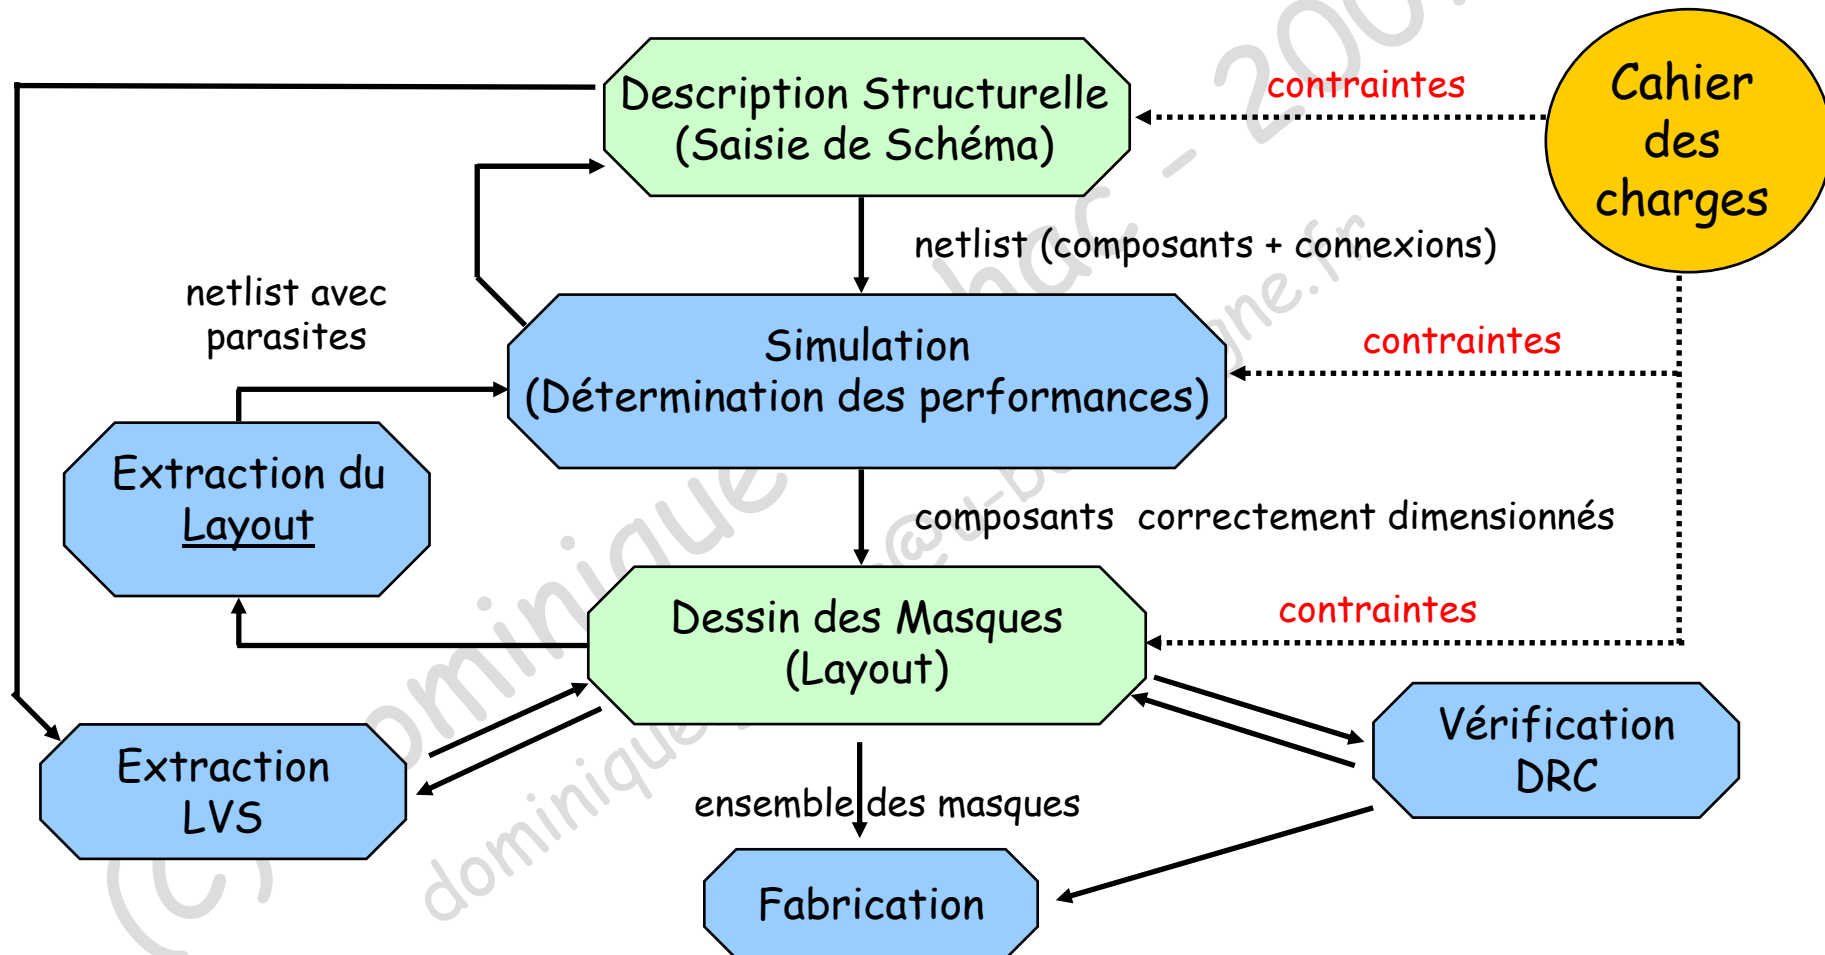 Description Structurelle
(Saisie de Schéma)
contraintes
Cahier
des
charges
netlist (composants + connexions)
netlist avec
parasites
Simulation
(Détermination des performances)
contraintes
Extraction du
Layout
composants correctement dimensionnés
Dessin des Masques
(Layout)
contraintes
Extraction
LVS
Vérification
DRC
ensemble des masques
Fabrication